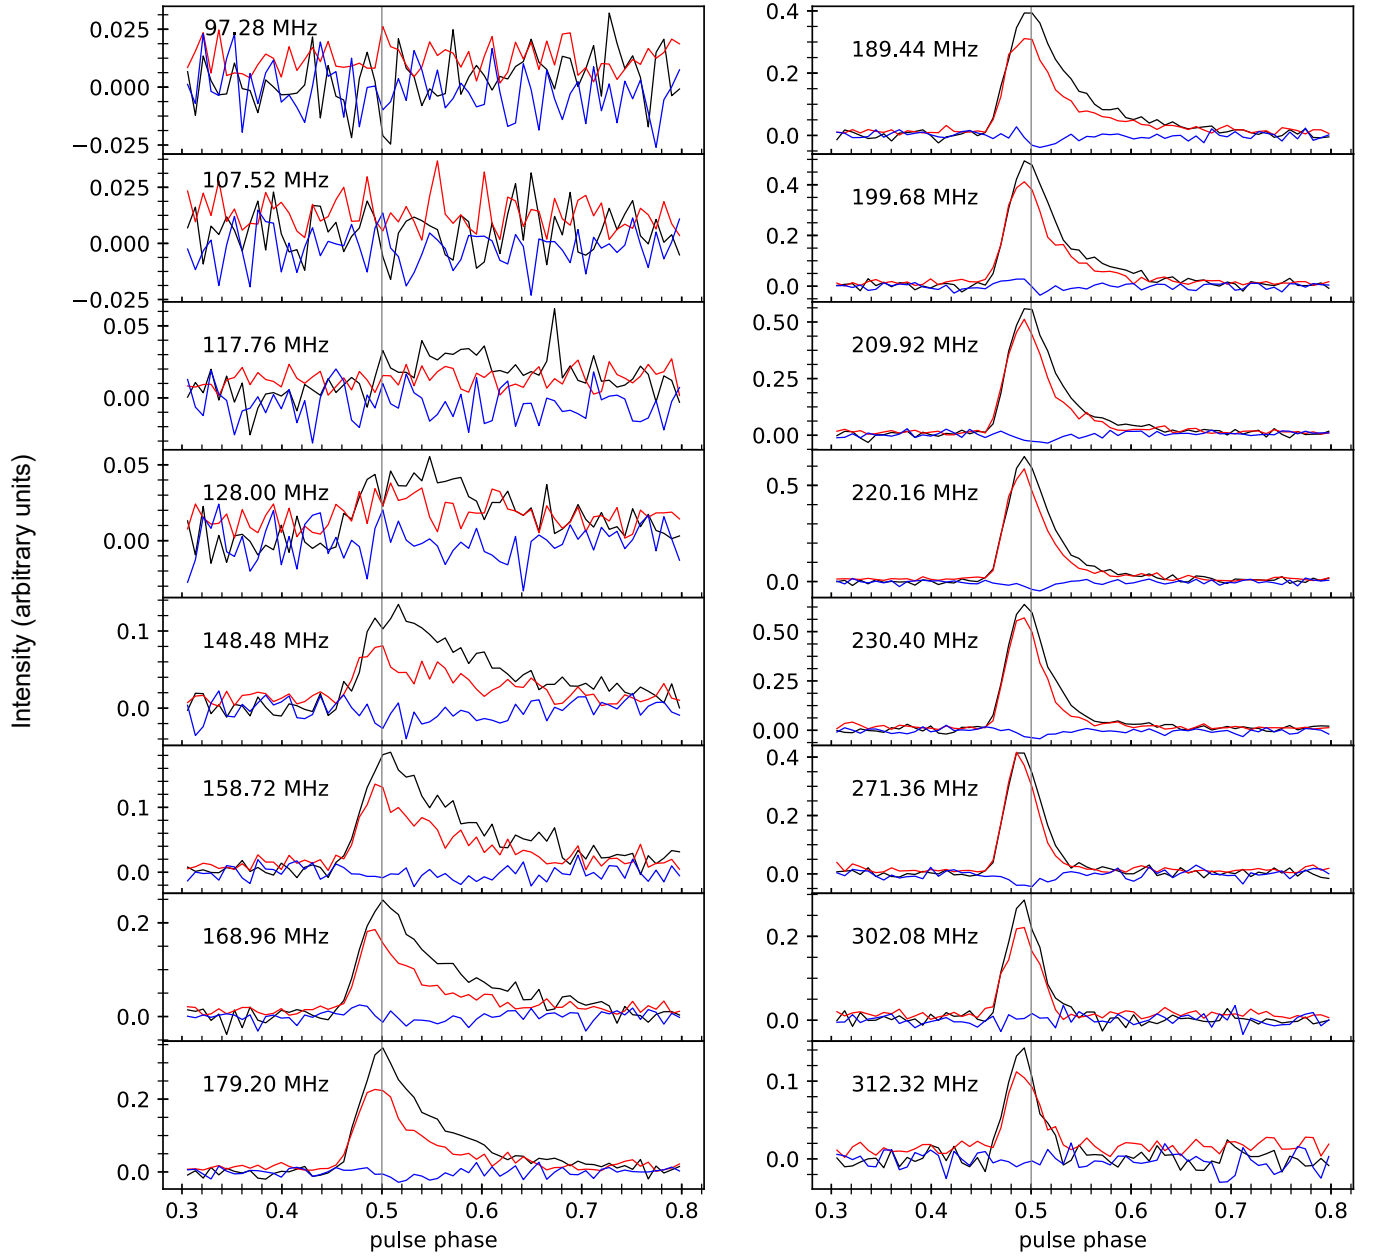 Intensity (arbitrary units)
97.28 MHz
0.025
0.000
−0.025
107.52 MHz
0.025
0.000
−0.025
117.76 MHz
0.05
0.00
128.00 MHz
0.05
0.00
148.48 MHz
0.1
0.0
158.72 MHz
0.1
0.0
168.96 MHz
0.2
0.0
179.20 MHz
0.2
0.0
0.3 0.4 0.5 0.6 0.7 0.8
pulse phase
189.44 MHz
0.4
0.2
0.0
199.68 MHz
0.4
0.2
0.0
209.92 MHz
0.50
0.25
0.00
220.16 MHz
0.5
0.0
230.40 MHz
0.50
0.25
0.00
271.36 MHz
0.4
0.2
0.0
302.08 MHz
0.2
0.0
312.32 MHz
0.1
0.0
0.3 0.4 0.5 0.6 0.7 0.8
pulse phase